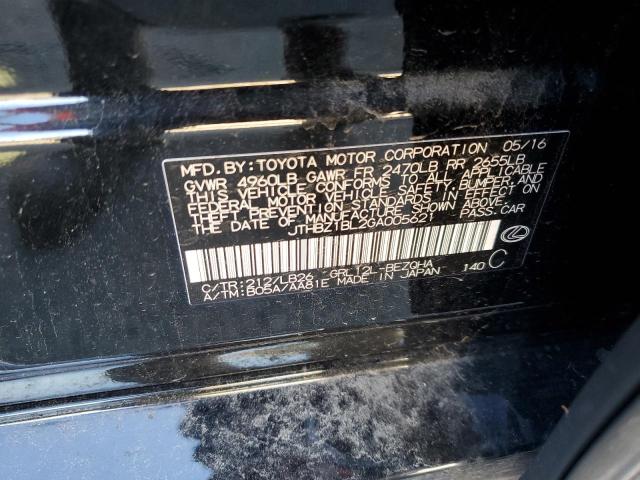 MFD. BY: TOYOTA MOTOR CORPORATION 05/16
GVWR 4960LB GAWR FR 2470LB RR 2655LB
THIS VEHICLE CONFORMS TO ALL APPLICABLE
FEDERAL MOTOR VEHICLE SAFETY, BUMPER, AND
THEFT PREVENTION STANDARDS IN EFFECT ON
THE DATE OF MANUFACTURE SHOWN ABOVE.
JTHBZ1BL2GA005621 PASS. CAR
C/TR: 212/LB26 GRL12L-BEZQHA
A/TM: B05A/AA81E MADE IN JAPAN 140 C